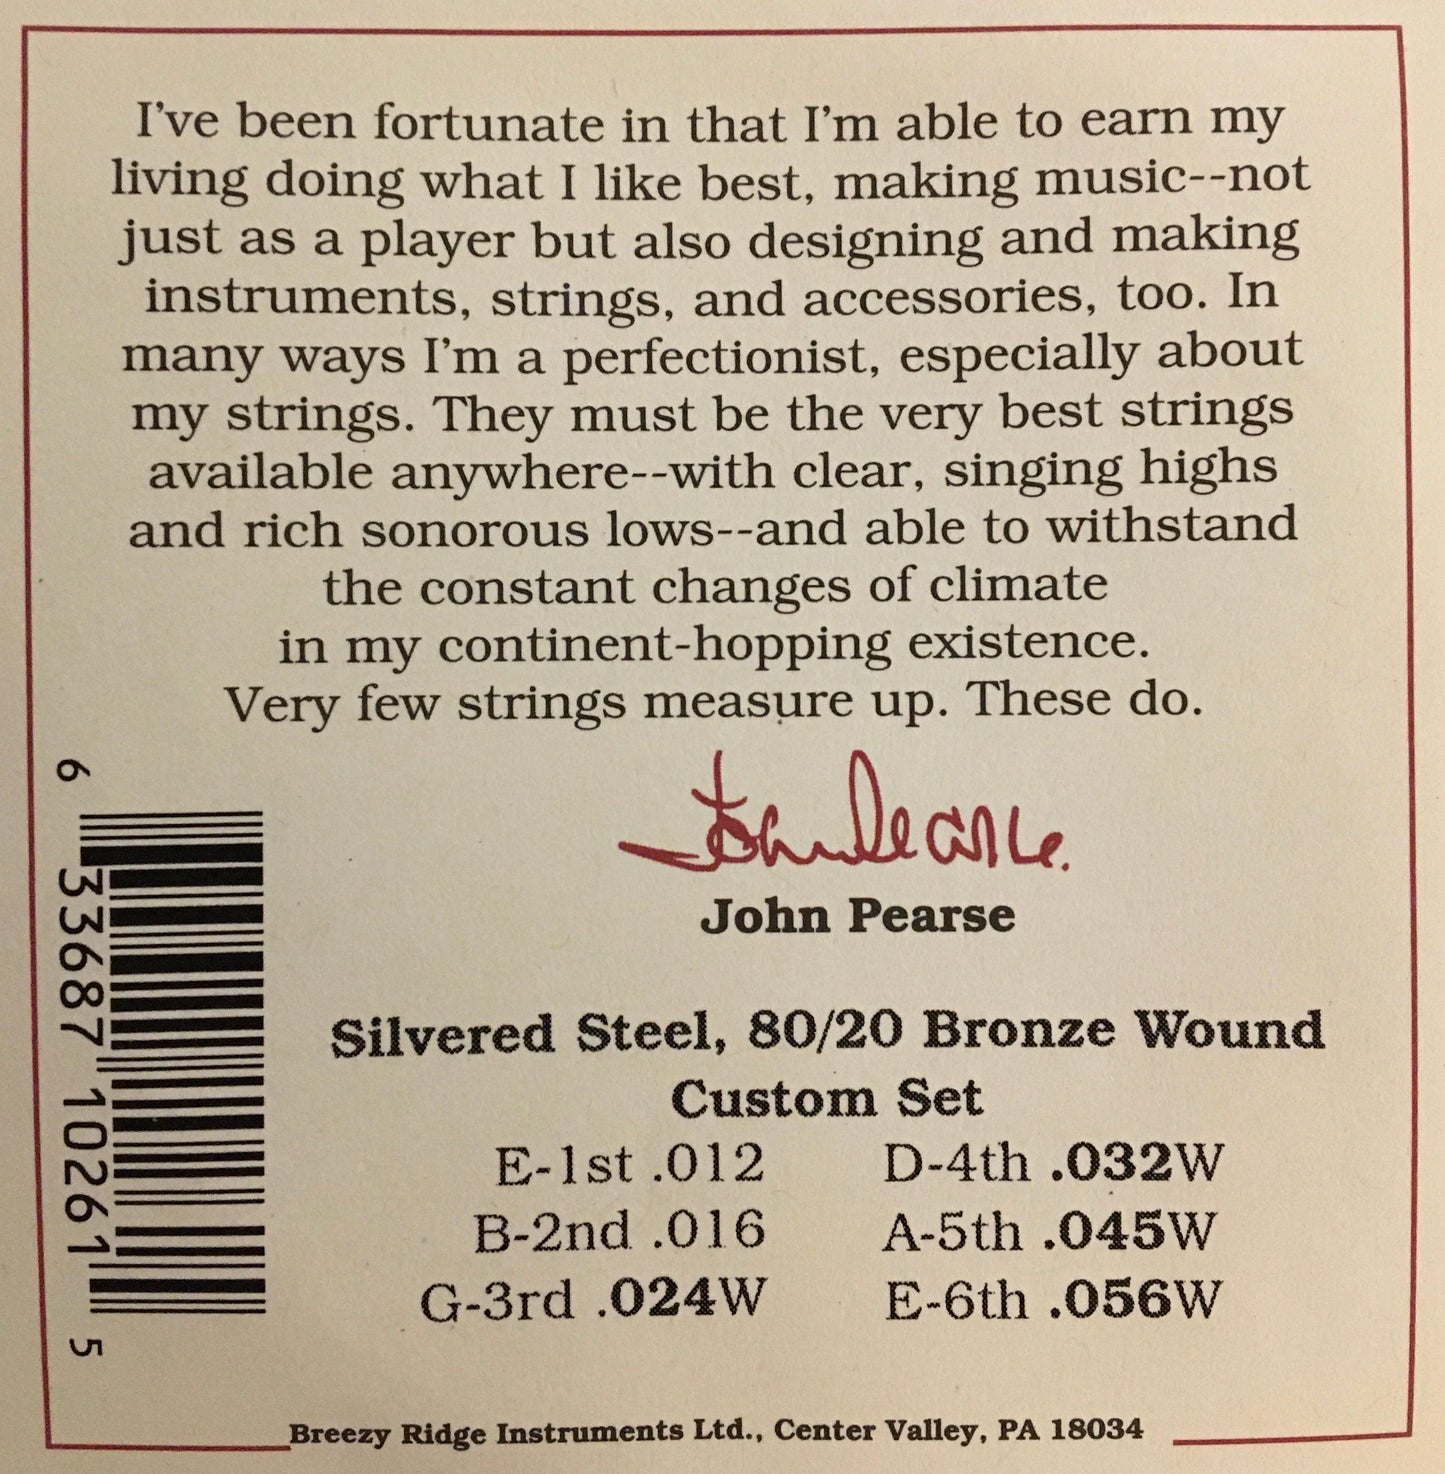 I've been fortunate in that I'm able to earn my
living doing what I like best, making music--not
just as a player but also designing and making
instruments, strings, and accessories, too. In
many ways I'm a perfectionist, especially about
my strings. They must be the very best strings
available anywhere--with clear, singing highs
and rich sonorous lows--and able to withstand
the constant changes of climate
in my continent-hopping existence.
Very few strings measure up. These do.
John Pearse.
John Pearse
6 33687 10261 5
Silvered Steel, 80/20 Bronze Wound
Custom Set
E-1st .012 D-4th .032W
B-2nd .016 A-5th .045W
G-3rd .024W E-6th .056W
Breezy Ridge Instruments Ltd., Center Valley, PA 18034